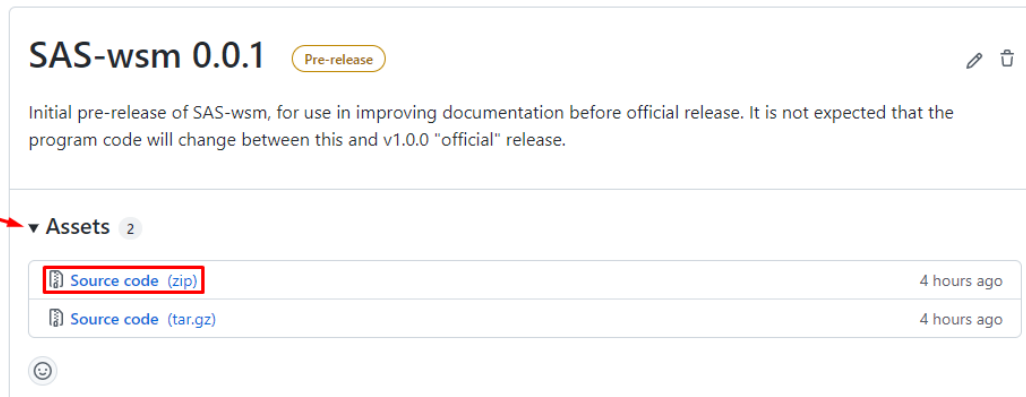 SAS-wsm 0.0.1 Pre-release
Initial pre-release of SAS-wsm, for use in improving documentation before official release. It is not expected that the
program code will change between this and v1.0.0 "official" release.
Assets 2
Source code (zip) 4 hours ago
Source code (tar.gz) 4 hours ago